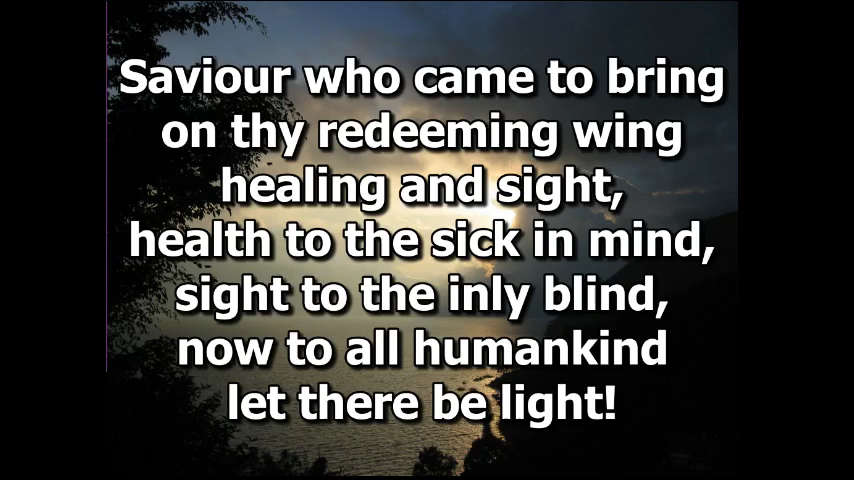 Saviour who came to bring
on thy redeeming wing
healing and sight,
health to the sick in mind,
sight to the inly blind,
now to all humankind
let there be light!